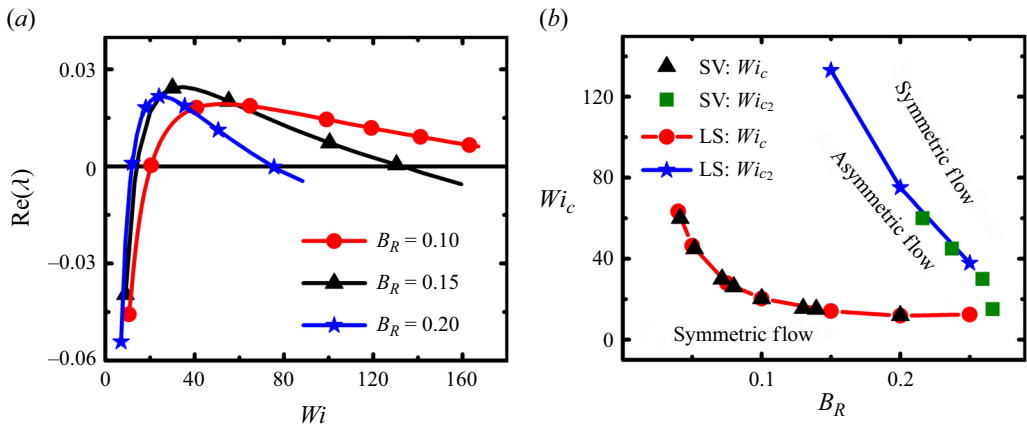 (a)
0.03
0
–0.03
–0.06
Re(λ)
0
40
80
120
160
Wi
B_R = 0.10
B_R = 0.15
B_R = 0.20
(b)
120
80
40
0
Wi_c
0.1
0.2
B_R
SV: Wi_c
SV: Wi_c2
LS: Wi_c
LS: Wi_c2
Symmetric flow
Asymmetric flow
Symmetric flow